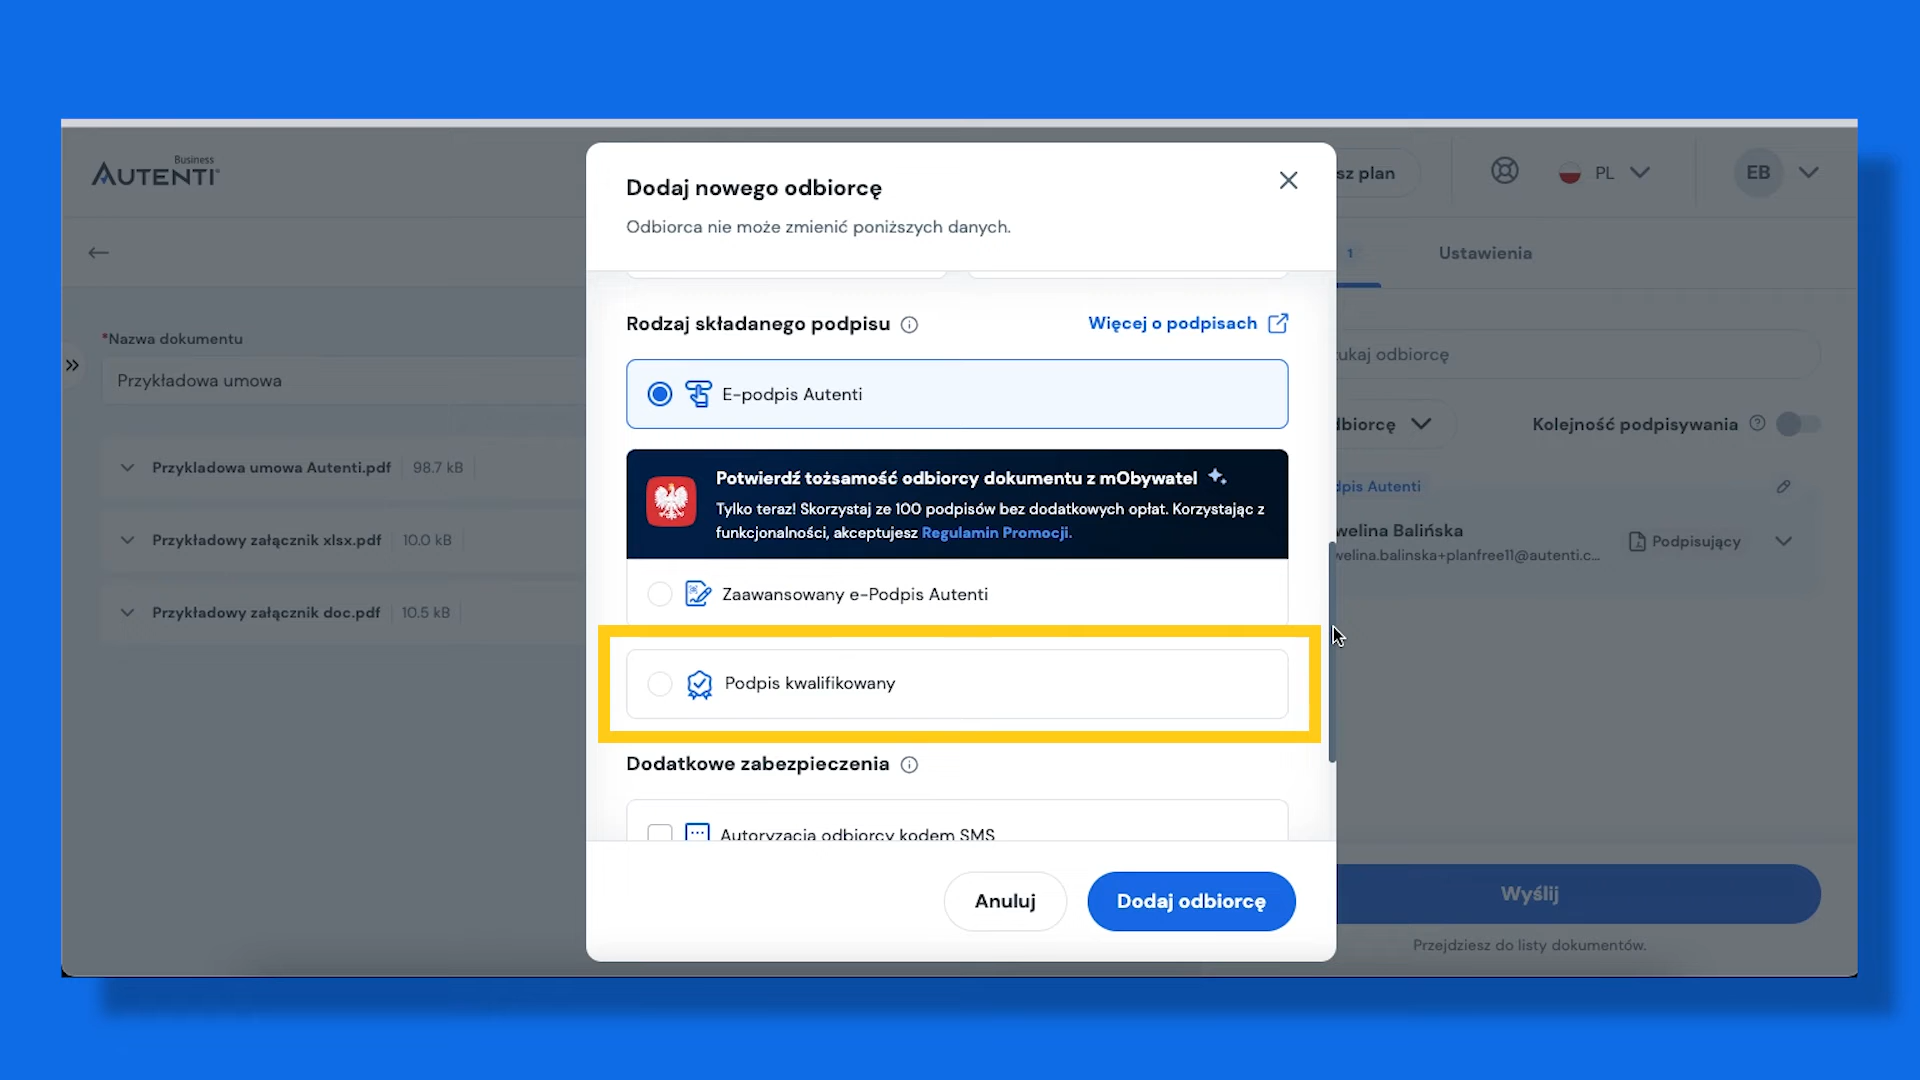 Business
AUTENTI
sz plan
PL
EB
1
Ustawienia
*Nazwa dokumentu
Przykładowa umowa
Przykladowa umowa Autenti.pdf
98.7 kB
Przykładowy załącznik xlsx.pdf
10.0 kB
Przykładowy załącznik doc.pdf
10.5 kB
Dodaj nowego odbiorcę
Odbiorca nie może zmienić poniższych danych.
Rodzaj składanego podpisu
Więcej o podpisach
E-podpis Autenti
Potwierdź tożsamość odbiorcy dokumentu z mObywatel
Tylko teraz! Skorzystaj ze 100 podpisów bez dodatkowych opłat. Korzystając z
funkcjonalności, akceptujesz Regulamin Promocji.
Zaawansowany e-Podpis Autenti
Podpis kwalifikowany
Dodatkowe zabezpieczenia
Autoryzacja odbiorcy kodem SMS
Anuluj
Dodaj odbiorcę
ukaj odbiorcę
dbiorcę
Kolejność podpisywania
dpis Autenti
welina Balińska
welina.balinska+planfree11@autenti.c...
Podpisujący
Wyślij
Przejdziesz do listy dokumentów.